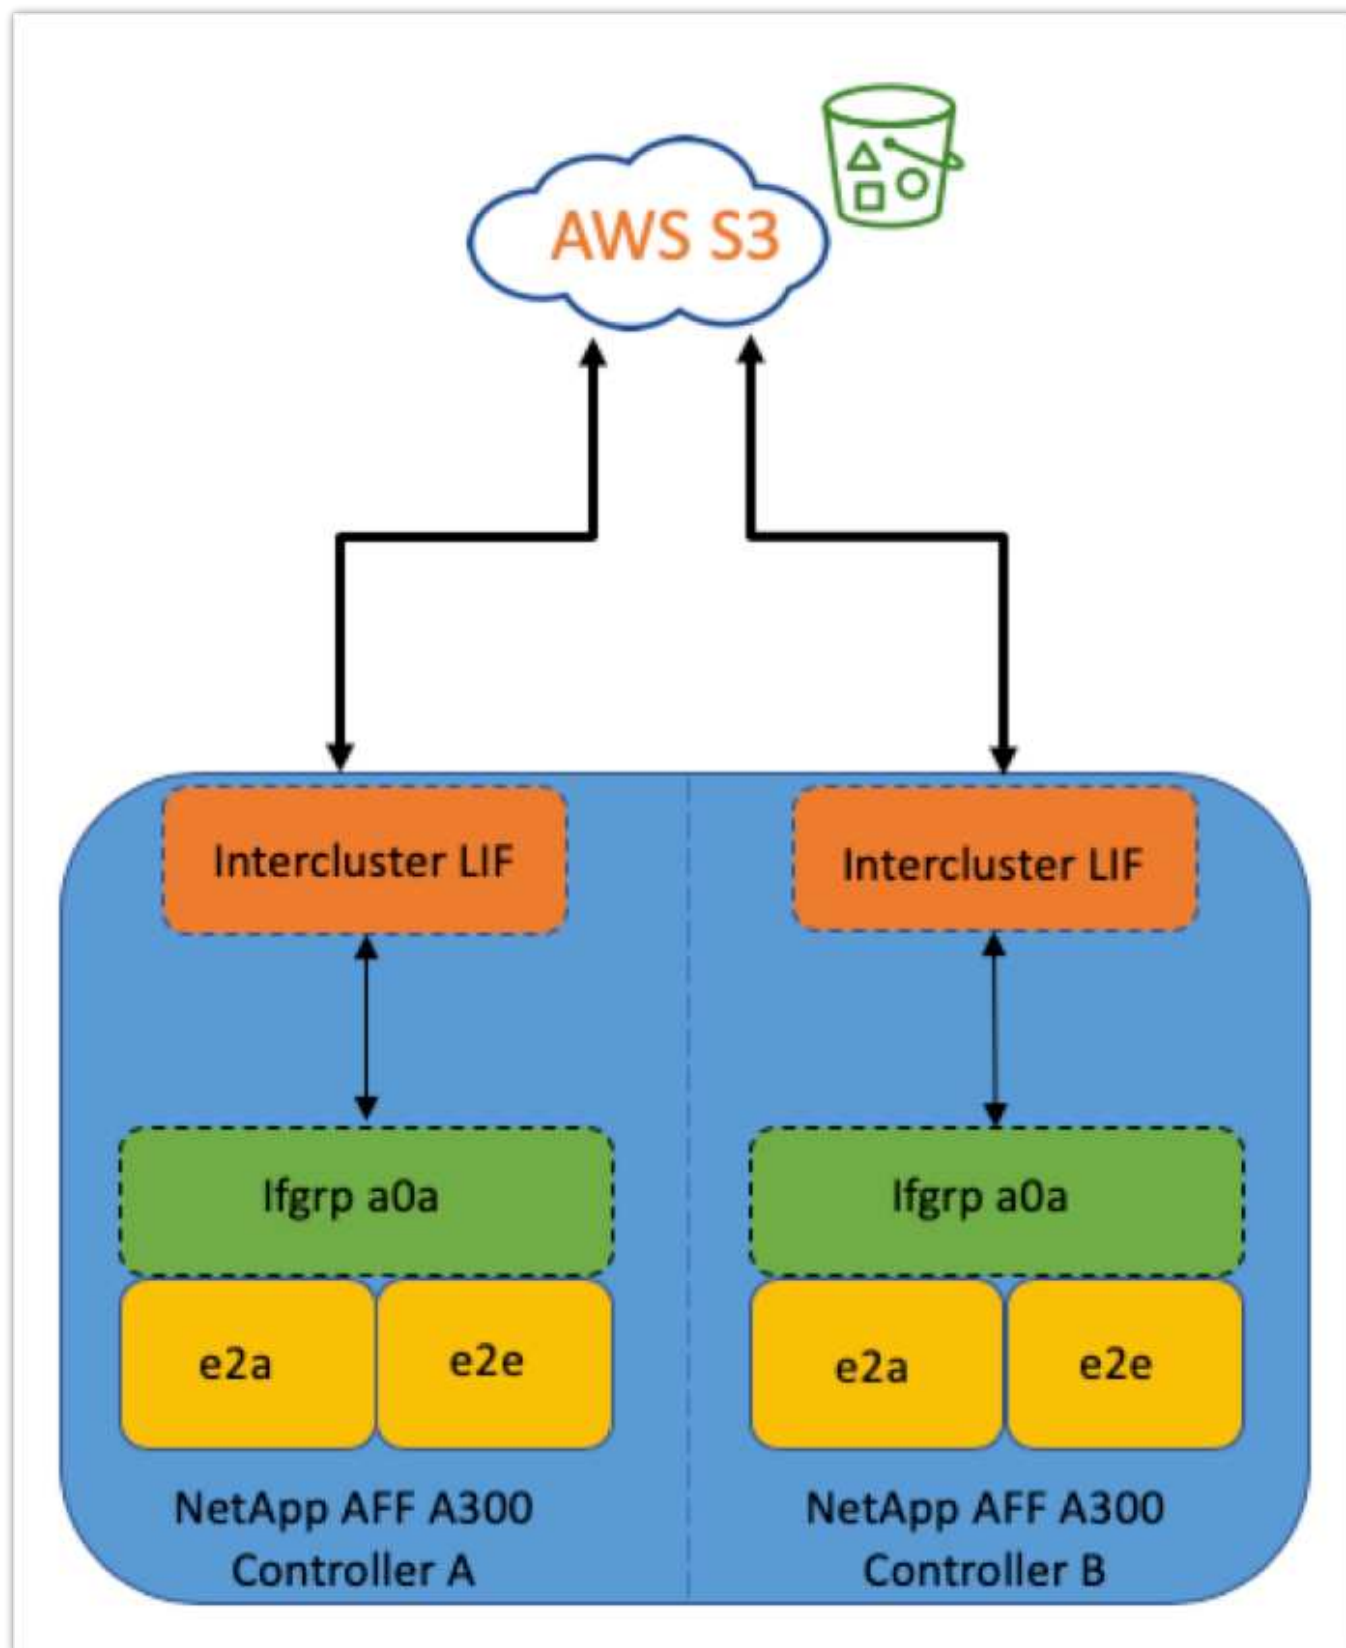 AWS S3
Intercluster LIF
Intercluster LIF
Ifgrp a0a
Ifgrp a0a
e2a
e2e
e2a
e2e
NetApp AFF A300
Controller A
NetApp AFF A300
Controller B